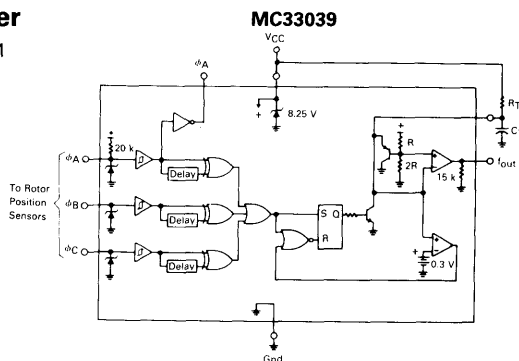 er
MC33039
VCC
ΦA
8.25 V
RT
C
20 k
ΦA
Delay
To Rotor
Position
Sensors
ΦB
Delay
ΦC
Delay
S Q
R
R
2R
15 k
fout
0.3 V
Gnd